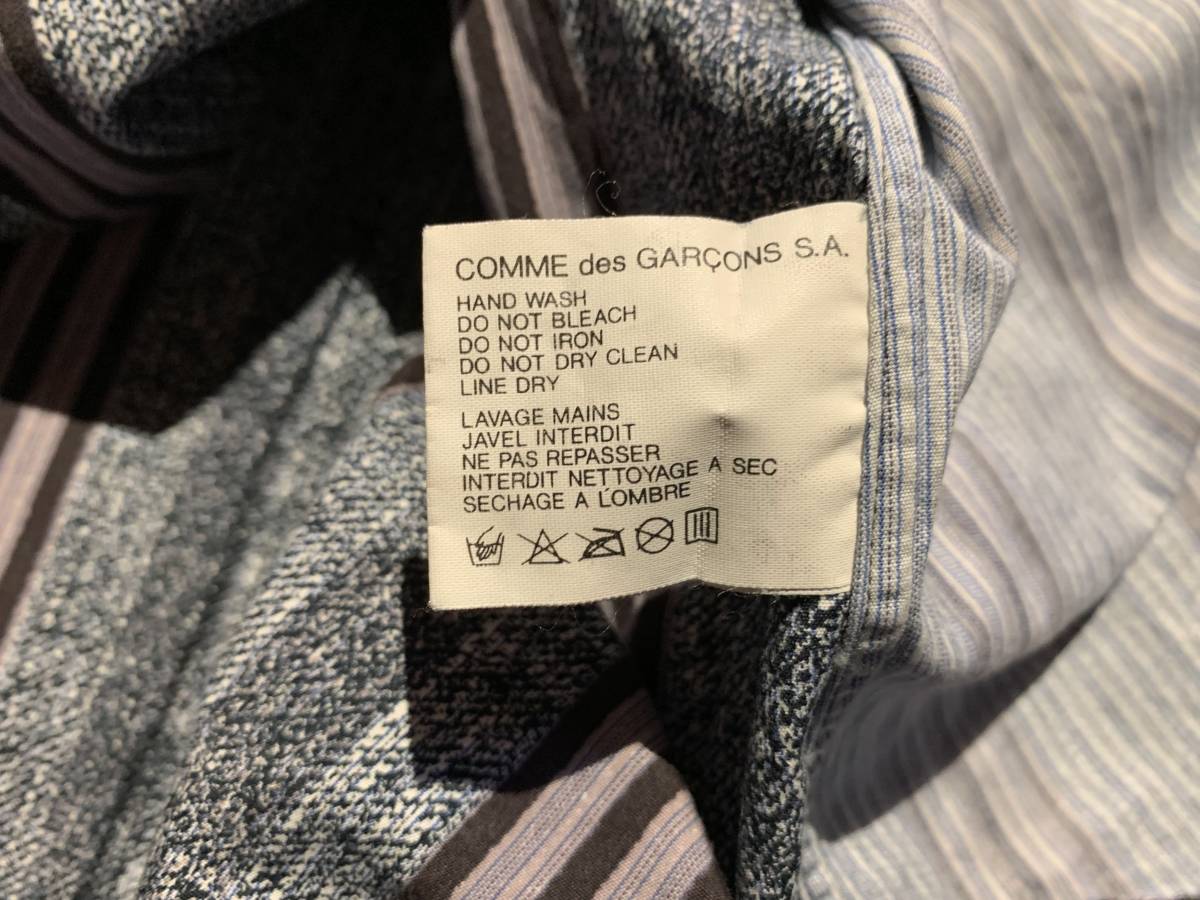 COMME des GARÇONS S.A.
HAND WASH
DO NOT BLEACH
DO NOT IRON
DO NOT DRY CLEAN
LINE DRY
LAVAGE MAINS
JAVEL INTERDIT
NE PAS REPASSER
INTERDIT NETTOYAGE A SEC
SECHAGE A L'OMBRE